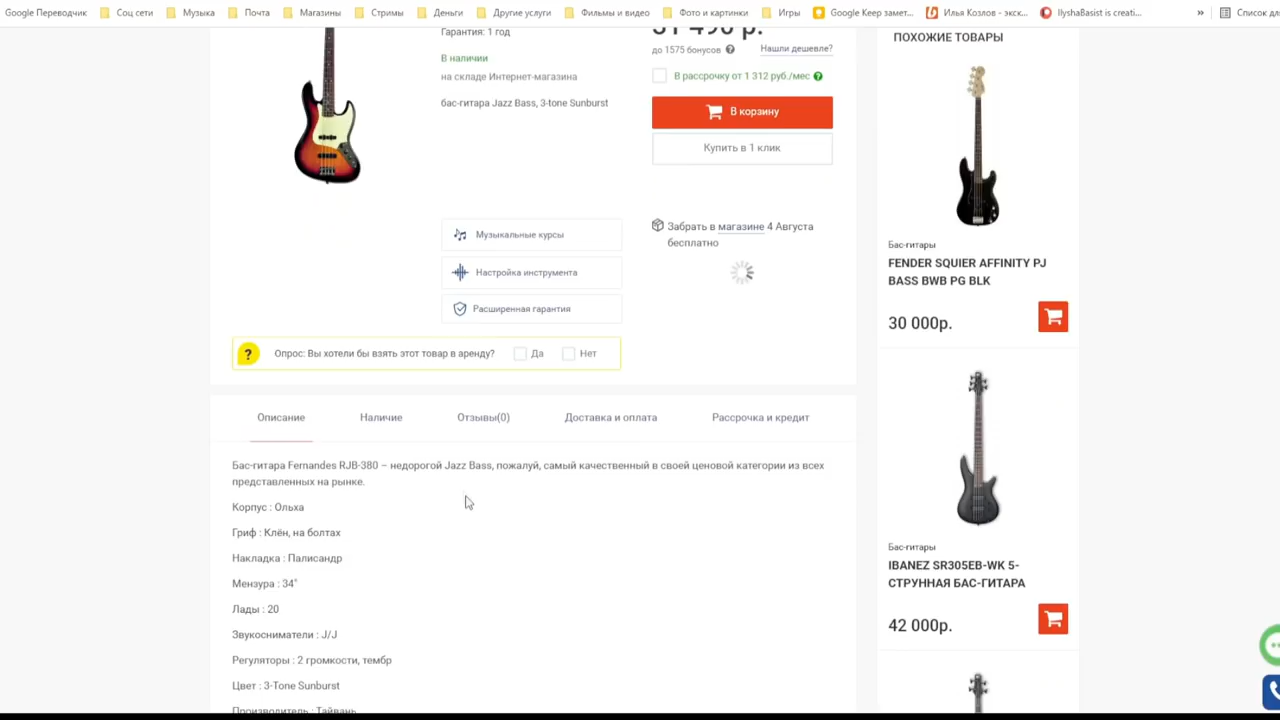 Google Переводчик
Соц сети
Музыка
Почта
Магазины
Стримы
Деньги
Другие услуги
Фильмы и видео
Фото и картинки
Игры
Google Keep замет...
Илья Козлов - экск...
IlyshaBasist is creati...
»
Гарантия: 1 год
В наличии
на складе Интернет-магазина
бас-гитара Jazz Bass, 3-tone Sunburst
до 1575 бонусов
Нашли дешевле?
В рассрочку от 1 312 руб./мес
В корзину
Купить в 1 клик
Забрать в магазине 4 Августа
бесплатно
Музыкальные курсы
Настройка инструмента
Расширенная гарантия
? Опрос: Вы хотели бы взять этот товар в аренду? Да Нет
Описание
Наличие
Отзывы(0)
Доставка и оплата
Рассрочка и кредит
Бас-гитара Fernandes RJB-380 – недорогой Jazz Bass, пожалуй, самый качественный в своей ценовой категории из всех
представленных на рынке.
Корпус : Ольха
Гриф : Клён, на болтах
Накладка : Палисандр
Мензура : 34"
Лады : 20
Звукосниматели : J/J
Регуляторы : 2 громкости, тембр
Цвет : 3-Tone Sunburst
Производитель : Тайвань
ПОХОЖИЕ ТОВАРЫ
Бас-гитары
FENDER SQUIER AFFINITY PJ
BASS BWB PG BLK
30 000р.
Бас-гитары
IBANEZ SR305EB-WK 5-
СТРУННАЯ БАС-ГИТАРА
42 000р.